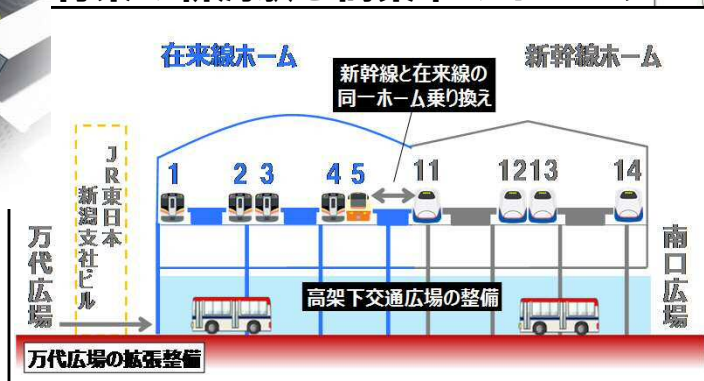 在来線ホーム
新幹線ホーム
新幹線と在来線の
同一ホーム乗り換え
1 2 3 4 5 11 12 13 14
JR東日本
新潟支社ビル
万代広場
南口広場
高架下交通広場の整備
万代広場の拡張整備